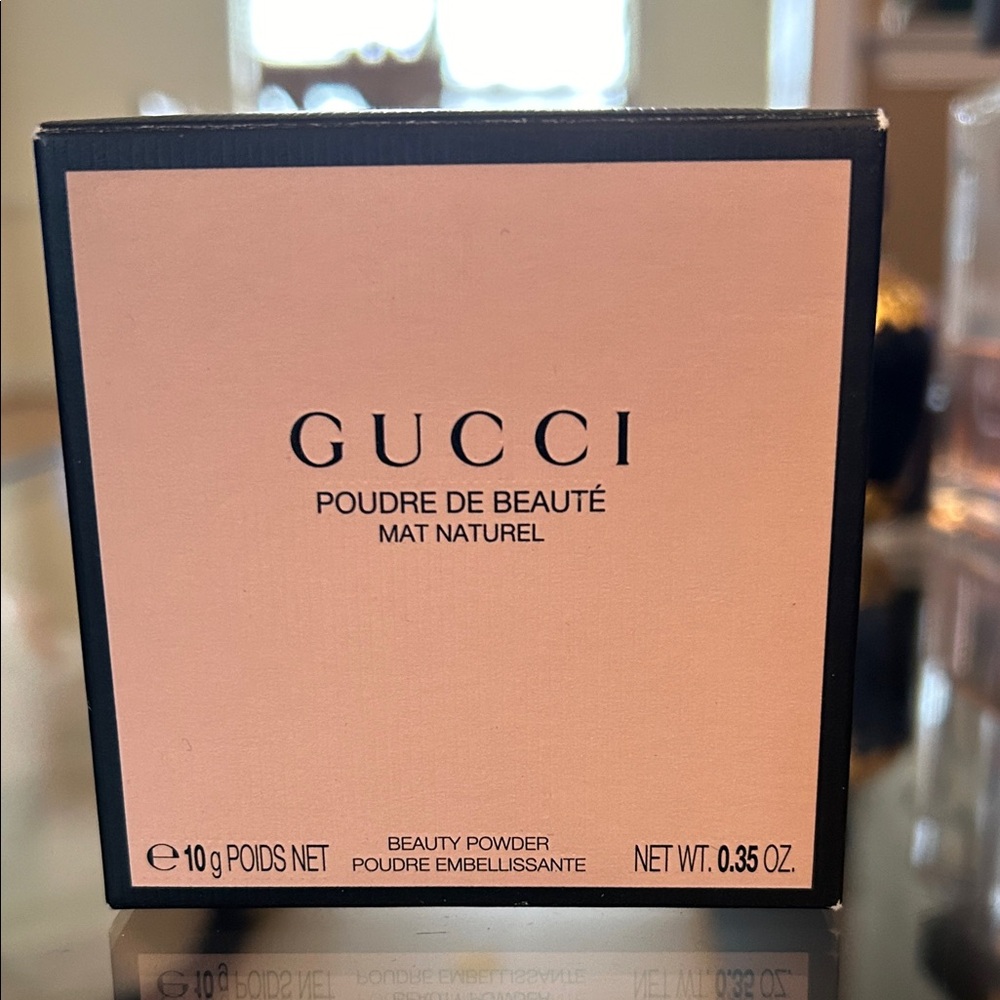 GUCCI
POUDRE DE BEAUTÉ
MAT NATUREL
℮ 10 g POIDS NET
BEAUTY POWDER
POUDRE EMBELLISSANTE
NET WT. 0.35 OZ.